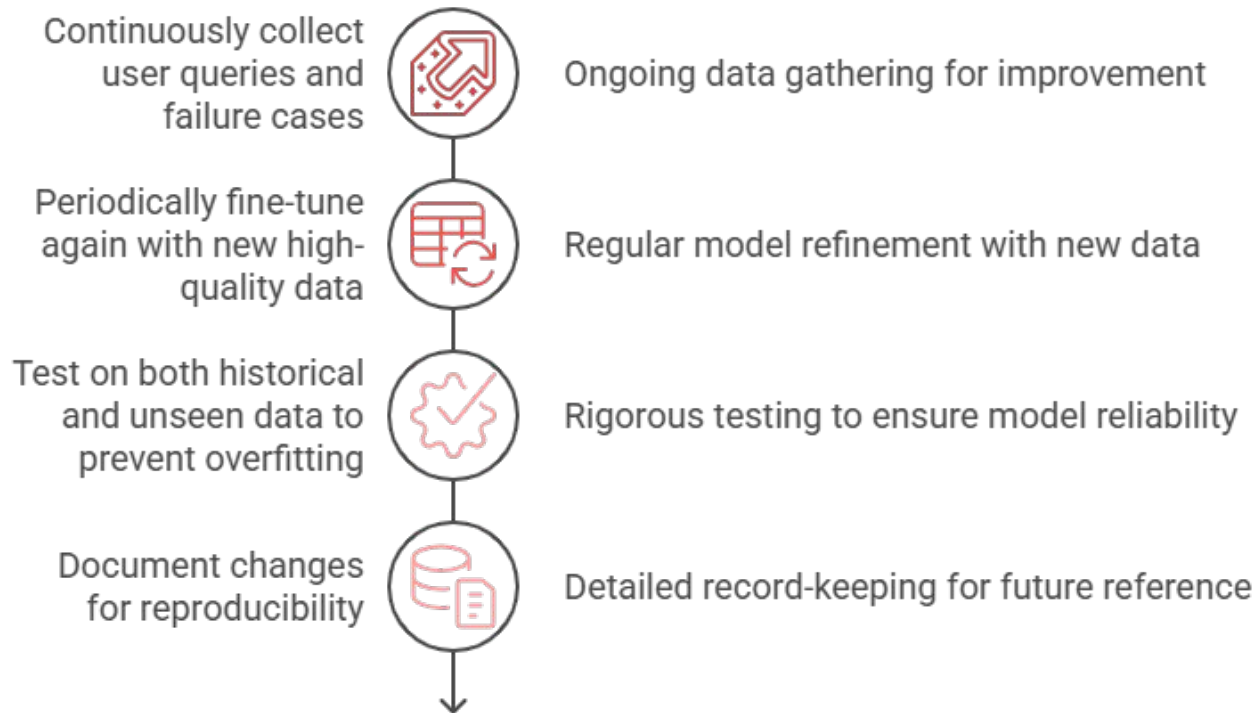 Continuously collect
user queries and
failure cases
Ongoing data gathering for improvement
Periodically fine-tune
again with new high-
quality data
Regular model refinement with new data
Test on both historical
and unseen data to
prevent overfitting
Rigorous testing to ensure model reliability
Document changes
for reproducibility
Detailed record-keeping for future reference